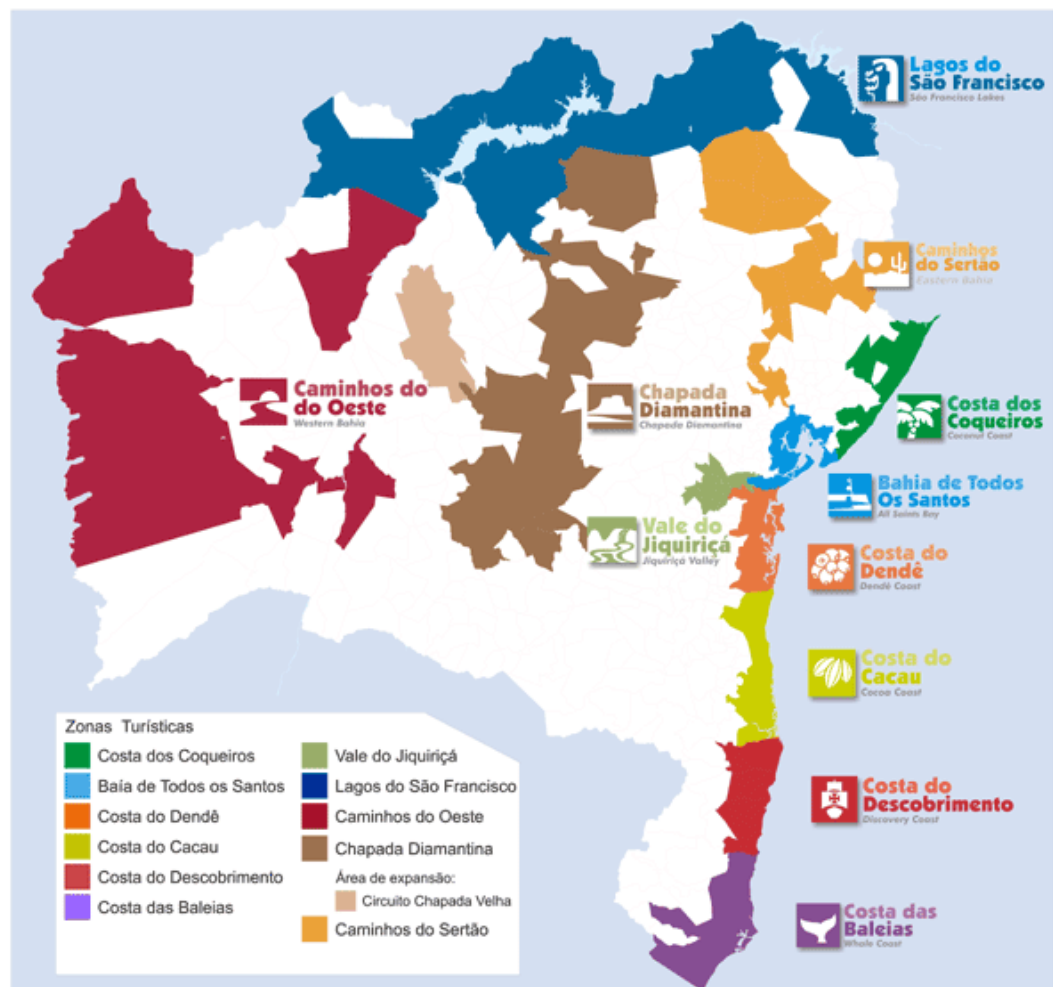 Lagos do
São Francisco
São Francisco Lakes
Caminhos
do Sertão
Eastern Bahia
Caminhos do
do Oeste
Western Bahia
Chapada
Diamantina
Chapada Diamantina
Costa dos
Coqueiros
Coconut Coast
Bahia de Todos
Os Santos
All Saints Bay
Vale do
Jiquiriçá
Jiquiriçá Valley
Costa do
Dendê
Dendê Coast
Costa do
Cacau
Cocoa Coast
Costa do
Descobrimento
Discovery Coast
Costa das
Baleias
Whale Coast
Zonas Turísticas
Costa dos Coqueiros
Baía de Todos os Santos
Costa do Dendê
Costa do Cacau
Costa do Descobrimento
Costa das Baleias
Vale do Jiquiriçá
Lagos do São Francisco
Caminhos do Oeste
Chapada Diamantina
Área de expansão:
Circuito Chapada Velha
Caminhos do Sertão